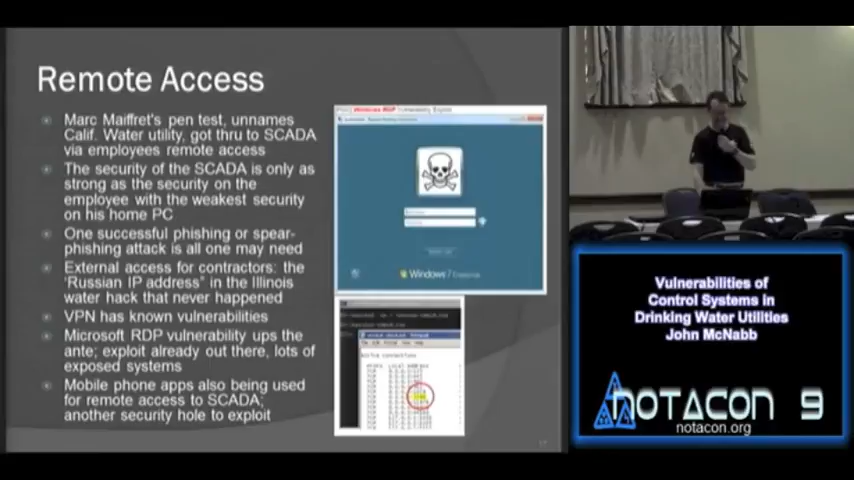 Remote Access
Marc Maiffret's pen test, unnames
Calif. Water utility, got thru to SCADA
via employees remote access
The security of the SCADA is only as
strong as the security on the
employee with the weakest security
on his home PC
One successful phishing or spear-
phishing attack is all one may need
External access for contractors: the
'Russian IP address" in the Illinois
water hack that never happened
VPN has known vulnerabilities
Microsoft RDP vulnerability ups the
ante; exploit already out there, lots of
exposed systems
Mobile phone apps also being used
for remote access to SCADA;
another security hole to exploit
Windows 7
Vulnerabilities of
Control Systems in
Drinking Water Utilities
John McNabb
NOTACON 9
notacon.org